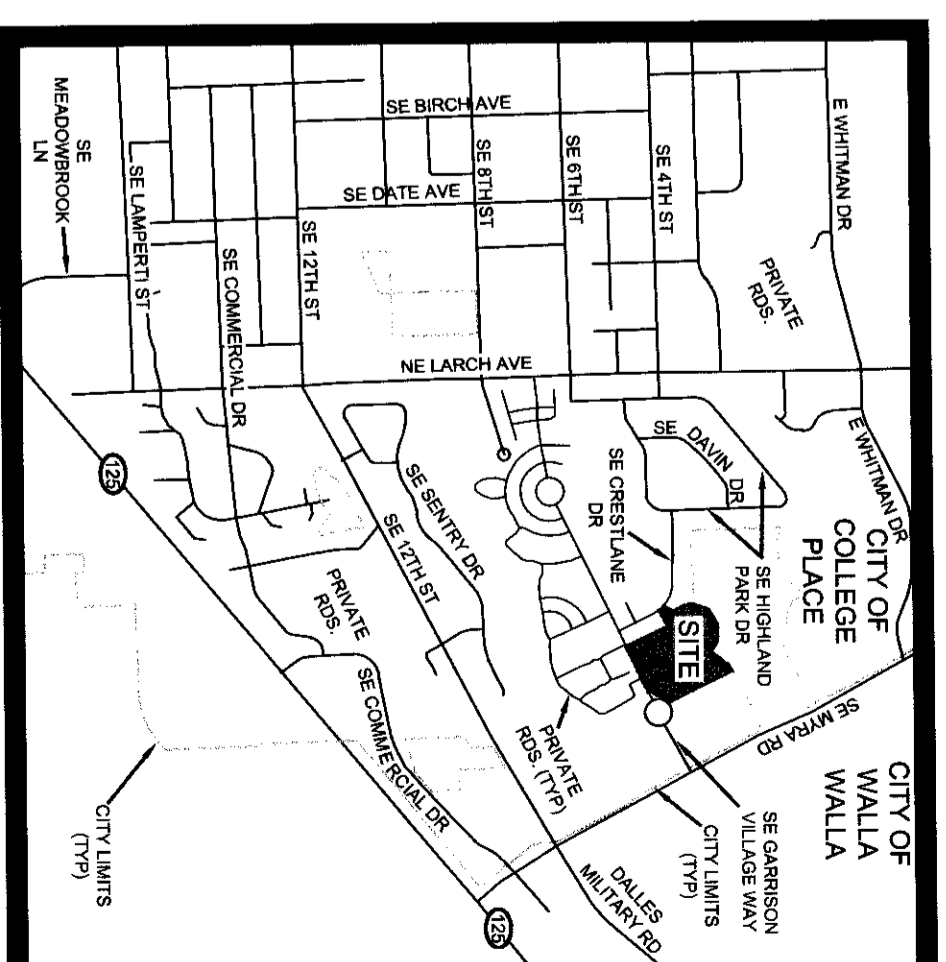 SE BIRCH AVE
E WHITMAN DR
SE 8TH ST
SE 6TH ST
SE 4TH ST
SE DATE AVE
SE
MEADOWBROOK
LN
SE LAMPERTI ST
SE 12TH ST
SE COMMERCIAL DR
PRIVATE
RDS.
NE LARCH AVE
E WHITMAN DR
SE DAVIN DR
SE CRESTLANE
DR
CITY OF
COLLEGE
PLACE
SE HIGHLAND
PARK DR
125
SE SENTRY DR
SE 12TH ST
PRIVATE
RDS.
SITE
SE COMMERCIAL DR
PRIVATE
RDS. (TYP)
SE MYRA RD
CITY OF
WALLA
WALLA
SE GARRISON
VILLAGE WAY
CITY LIMITS
(TYP)
CITY LIMITS
(TYP)
DALLES
MILITARY RD
125